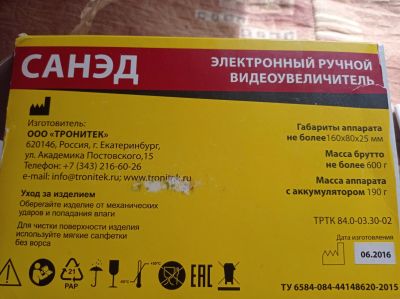 САНЭД
ЭЛЕКТРОННЫЙ РУЧНОЙ
ВИДЕОУВЕЛИЧИТЕЛЬ
Изготовитель:
ООО «ТРОНИТЕК»
620146, Россия, г. Екатеринбург,
ул. Академика Постовского,15
Телефон: +7 (343) 216-60-26
e-mail: info@tronitek.ru; www.tronitek.ru
Уход за изделием
Оберегайте изделие от механических
ударов и попадания влаги
Для чистки поверхности изделия
используйте мягкие салфетки
без ворса
Габариты аппарата
не более160х80х25 мм
Масса брутто
не более 600 г
Масса аппарата
с аккумулятором 190 г
ТРТК 84.0-03.30-02
Дата изготовления
06.2016
21
PAP
ЕАС
ТУ 6584-084-44148620-2015